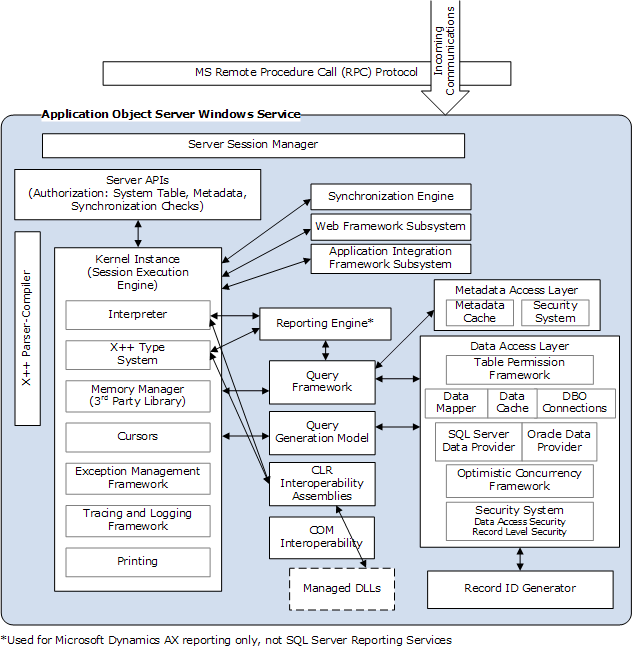 Incoming
Communications
MS Remote Procedure Call (RPC) Protocol
Application Object Server Windows Service
Server Session Manager
Server APIs
(Authorization: System Table, Metadata,
Synchronization Checks)
Synchronization Engine
Web Framework Subsystem
Application Integration
Framework Subsystem
X++ Parser-Compiler
Kernel Instance
(Session Execution
Engine)
Interpreter
X++ Type
System
Memory Manager
(3rd Party Library)
Cursors
Exception Management
Framework
Tracing and Logging
Framework
Printing
Reporting Engine*
Query
Framework
Query
Generation Model
CLR
Interoperability
Assemblies
COM
Interoperability
Managed DLLs
Metadata Access Layer
Metadata
Cache
Security
System
Data Access Layer
Table Permission
Framework
Data
Mapper
Data
Cache
DBO
Connections
SQL Server
Data Provider
Oracle Data
Provider
Optimistic Concurrency
Framework
Security System
Data Access Security
Record Level Security
Record ID Generator
*Used for Microsoft Dynamics AX reporting only, not SQL Server Reporting Services